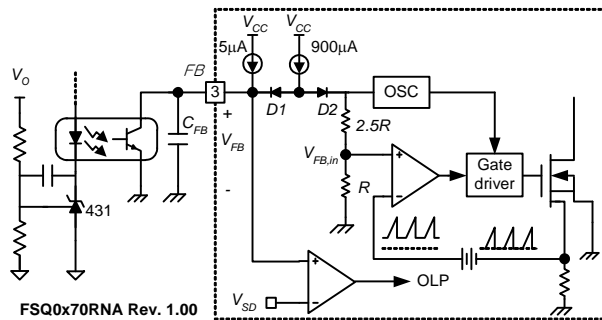 V_CC V_CC
5μA 900μA
V_O
FB 3
OSC
D1 D2
+
C_FB
2.5R
V_FB
V_FB,in
+
R
-
Gate driver
-
431
+
OLP
V_SD
-
FSQ0x70RNA Rev. 1.00